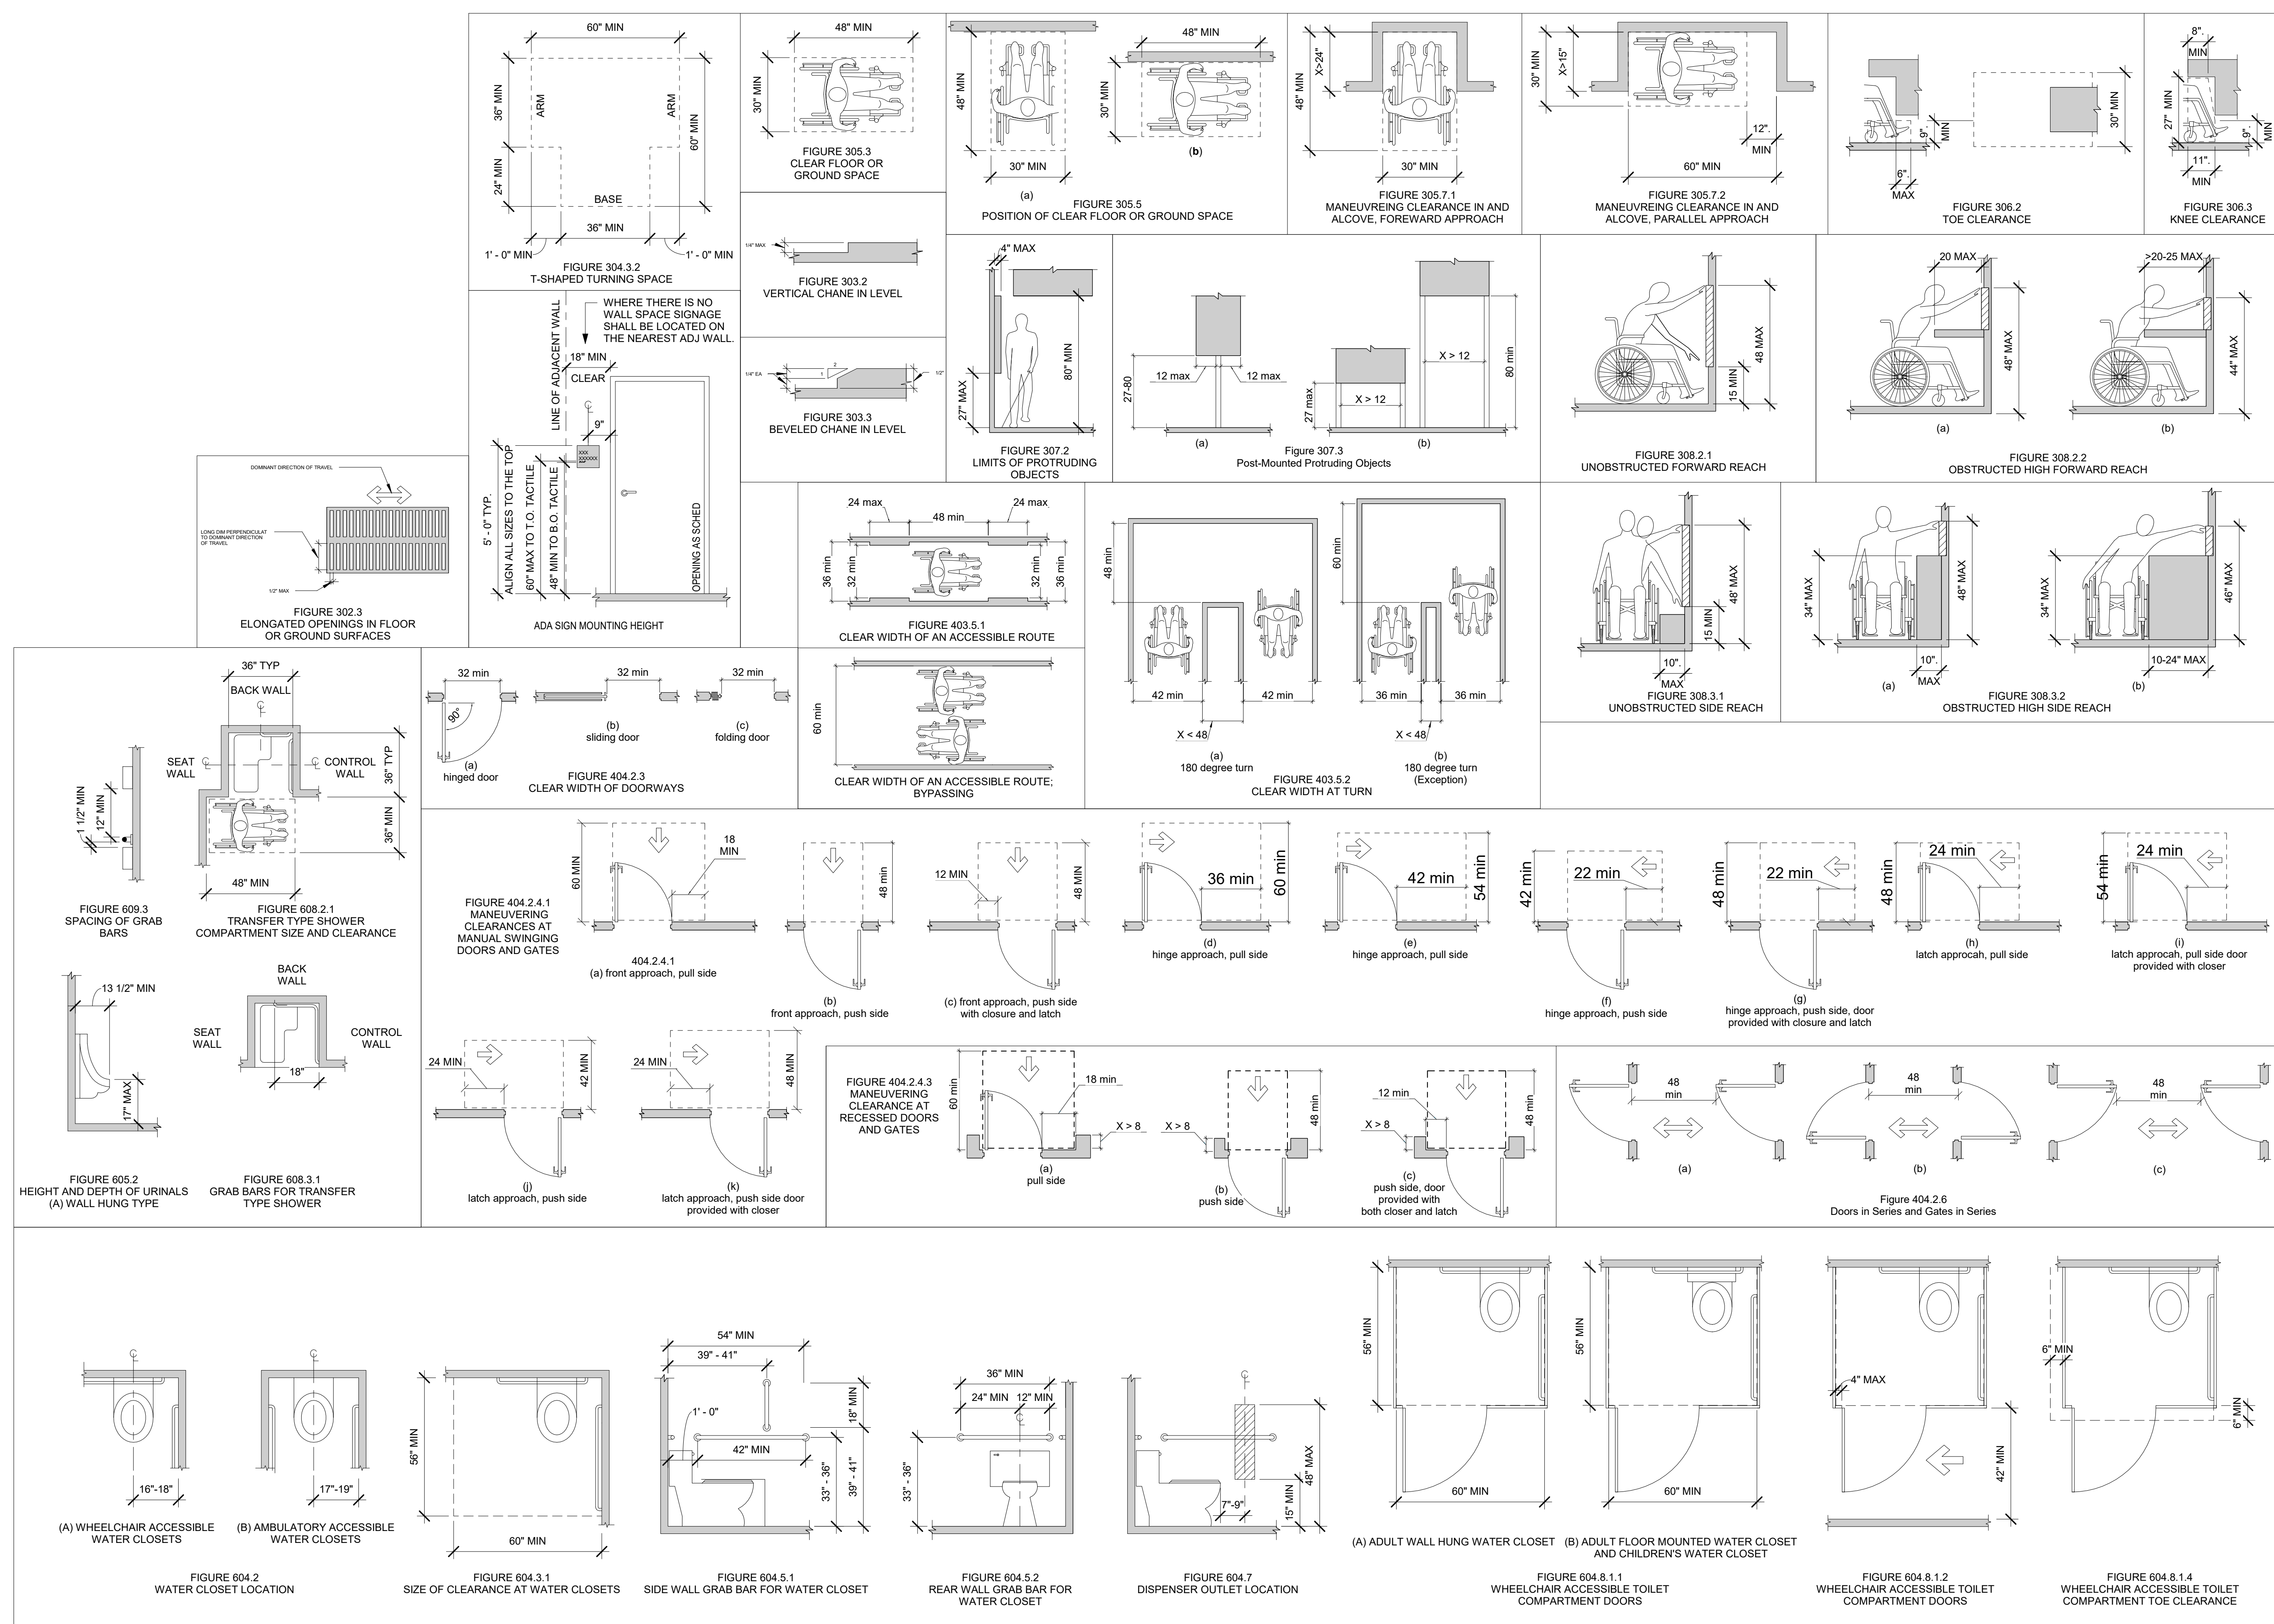 60" MIN
36" MIN
ARM
ARM
60" MIN
24" MIN
BASE
36" MIN
1' - 0" MIN
1' - 0" MIN
FIGURE 304.3.2
T-SHAPED TURNING SPACE
48" MIN
30" MIN
FIGURE 305.3
CLEAR FLOOR OR
GROUND SPACE
48" MIN
30" MIN
(a)
48" MIN
30" MIN
(b)
FIGURE 305.5
POSITION OF CLEAR FLOOR OR GROUND SPACE
48" MIN
X>24"
30" MIN
FIGURE 305.7.1
MANEUVREING CLEARANCE IN AND
ALCOVE, FOREWARD APPROACH
30" MIN
X>15"
12".
MIN
60" MIN
FIGURE 305.7.2
MANEUVREING CLEARANCE IN AND
ALCOVE, PARALLEL APPROACH
9".
MIN
6".
MAX
30" MIN
FIGURE 306.2
TOE CLEARANCE
8".
MIN
27" MIN
9".
MIN
11".
MIN
FIGURE 306.3
KNEE CLEARANCE
1/4" MAX
FIGURE 303.2
VERTICAL CHANE IN LEVEL
1/4" EA
1
2
1/2"
FIGURE 303.3
BEVELED CHANE IN LEVEL
4" MAX
27" MAX
80" MIN
FIGURE 307.2
LIMITS OF PROTRUDING
OBJECTS
27-80
12 max
12 max
(a)
27 max
X > 12
X > 12
80 min
(b)
Figure 307.3
Post-Mounted Protruding Objects
48 MAX
15 MIN
FIGURE 308.2.1
UNOBSTRUCTED FORWARD REACH
20 MAX
48" MAX
(a)
>20-25 MAX
44" MAX
(b)
FIGURE 308.2.2
OBSTRUCTED HIGH FORWARD REACH
LINE OF ADJACENT WALL
WHERE THERE IS NO
WALL SPACE SIGNAGE
SHALL BE LOCATED ON
THE NEAREST ADJ WALL.
18" MIN
CLEAR
9"
XXX
XXXXXX
5" - 0" TYP.
ALIGN ALL SIZES TO THE TOP
60" MAX TO T.O. TACTILE
48" MIN TO B.O. TACTILE
OPENING AS SCHED
ADA SIGN MOUNTING HEIGHT
DOMINANT DIRECTION OF TRAVEL
LONG DIM PERPENDICULAT
TO DOMINANT DIRECTION
OF TRAVEL
1/2" MAX
FIGURE 302.3
ELONGATED OPENINGS IN FLOOR
OR GROUND SURFACES
24 max
48 min
24 max
36 min
32 min
32 min
36 min
FIGURE 403.5.1
CLEAR WIDTH OF AN ACCESSIBLE ROUTE
60 min
CLEAR WIDTH OF AN ACCESSIBLE ROUTE;
BYPASSING
48 min
42 min
42 min
X < 48
(a)
180 degree turn
60 min
36 min
36 min
X < 48
(b)
180 degree turn
(Exception)
FIGURE 403.5.2
CLEAR WIDTH AT TURN
48' MAX
15 MIN
10".
MAX
FIGURE 308.3.1
UNOBSTRUCTED SIDE REACH
34" MAX
48" MAX
10".
MAX
(a)
34" MAX
46" MAX
10-24" MAX
(b)
FIGURE 308.3.2
OBSTRUCTED HIGH SIDE REACH
1 1/2" MIN
12" MIN
FIGURE 609.3
SPACING OF GRAB
BARS
36" TYP
BACK WALL
SEAT
WALL
CONTROL
WALL
36" TYP
36" MIN
48" MIN
FIGURE 608.2.1
TRANSFER TYPE SHOWER
COMPARTMENT SIZE AND CLEARANCE
13 1/2" MIN
17" MAX
FIGURE 605.2
HEIGHT AND DEPTH OF URINALS
(A) WALL HUNG TYPE
BACK
WALL
SEAT
WALL
CONTROL
WALL
18"
FIGURE 608.3.1
GRAB BARS FOR TRANSFER
TYPE SHOWER
32 min
90°
(a)
hinged door
32 min
(b)
sliding door
32 min
(c)
folding door
FIGURE 404.2.3
CLEAR WIDTH OF DOORWAYS
FIGURE 404.2.4.1
MANEUVERING
CLEARANCES AT
MANUAL SWINGING
DOORS AND GATES
60 MIN
18
MIN
404.2.4.1
(a) front approach, pull side
48 min
(b)
front approach, push side
12 MIN
48 MIN
(c) front approach, push side
with closure and latch
36 min
60 min
(d)
hinge approach, pull side
42 min
54 min
(e)
hinge approach, pull side
42 min
22 min
(f)
hinge approach, push side
48 min
22 min
(g)
hinge approach, push side, door
provided with closure and latch
48 min
24 min
(h)
latch approcah, pull side
54 min
24 min
(i)
latch approcah, pull side door
provided with closer
24 MIN
42 MIN
(j)
latch approach, push side
24 MIN
48 MIN
(k)
latch approach, push side door
provided with closer
FIGURE 404.2.4.3
MANEUVERING
CLEARANCE AT
RECESSED DOORS
AND GATES
60 min
18 min
X > 8
(a)
pull side
X > 8
48 min
(b)
push side
12 min
X > 8
48 min
(c)
push side, door
provided with
both closer and latch
48
min
(a)
48
min
(b)
48
min
(c)
Figure 404.2.6
Doors in Series and Gates in Series
16"-18"
(A) WHEELCHAIR ACCESSIBLE
WATER CLOSETS
17"-19"
(B) AMBULATORY ACCESSIBLE
WATER CLOSETS
FIGURE 604.2
WATER CLOSET LOCATION
56" MIN
60" MIN
FIGURE 604.3.1
SIZE OF CLEARANCE AT WATER CLOSETS
54" MIN
39" - 41"
18" MIN
1' - 0"
42" MIN
33" - 36"
39" - 41"
FIGURE 604.5.1
SIDE WALL GRAB BAR FOR WATER CLOSET
36" MIN
24" MIN
12" MIN
33" - 36"
FIGURE 604.5.2
REAR WALL GRAB BAR FOR
WATER CLOSET
7"-9"
15" MIN
48" MAX
FIGURE 604.7
DISPENSER OUTLET LOCATION
56" MIN
60" MIN
(A) ADULT WALL HUNG WATER CLOSET
56" MIN
60" MIN
(B) ADULT FLOOR MOUNTED WATER CLOSET
AND CHILDREN'S WATER CLOSET
FIGURE 604.8.1.1
WHEELCHAIR ACCESSIBLE TOILET
COMPARTMENT DOORS
4" MAX
42" MIN
FIGURE 604.8.1.2
WHEELCHAIR ACCESSIBLE TOILET
COMPARTMENT DOORS
6" MIN
6" MIN
FIGURE 604.8.1.4
WHEELCHAIR ACCESSIBLE TOILET
COMPARTMENT TOE CLEARANCE